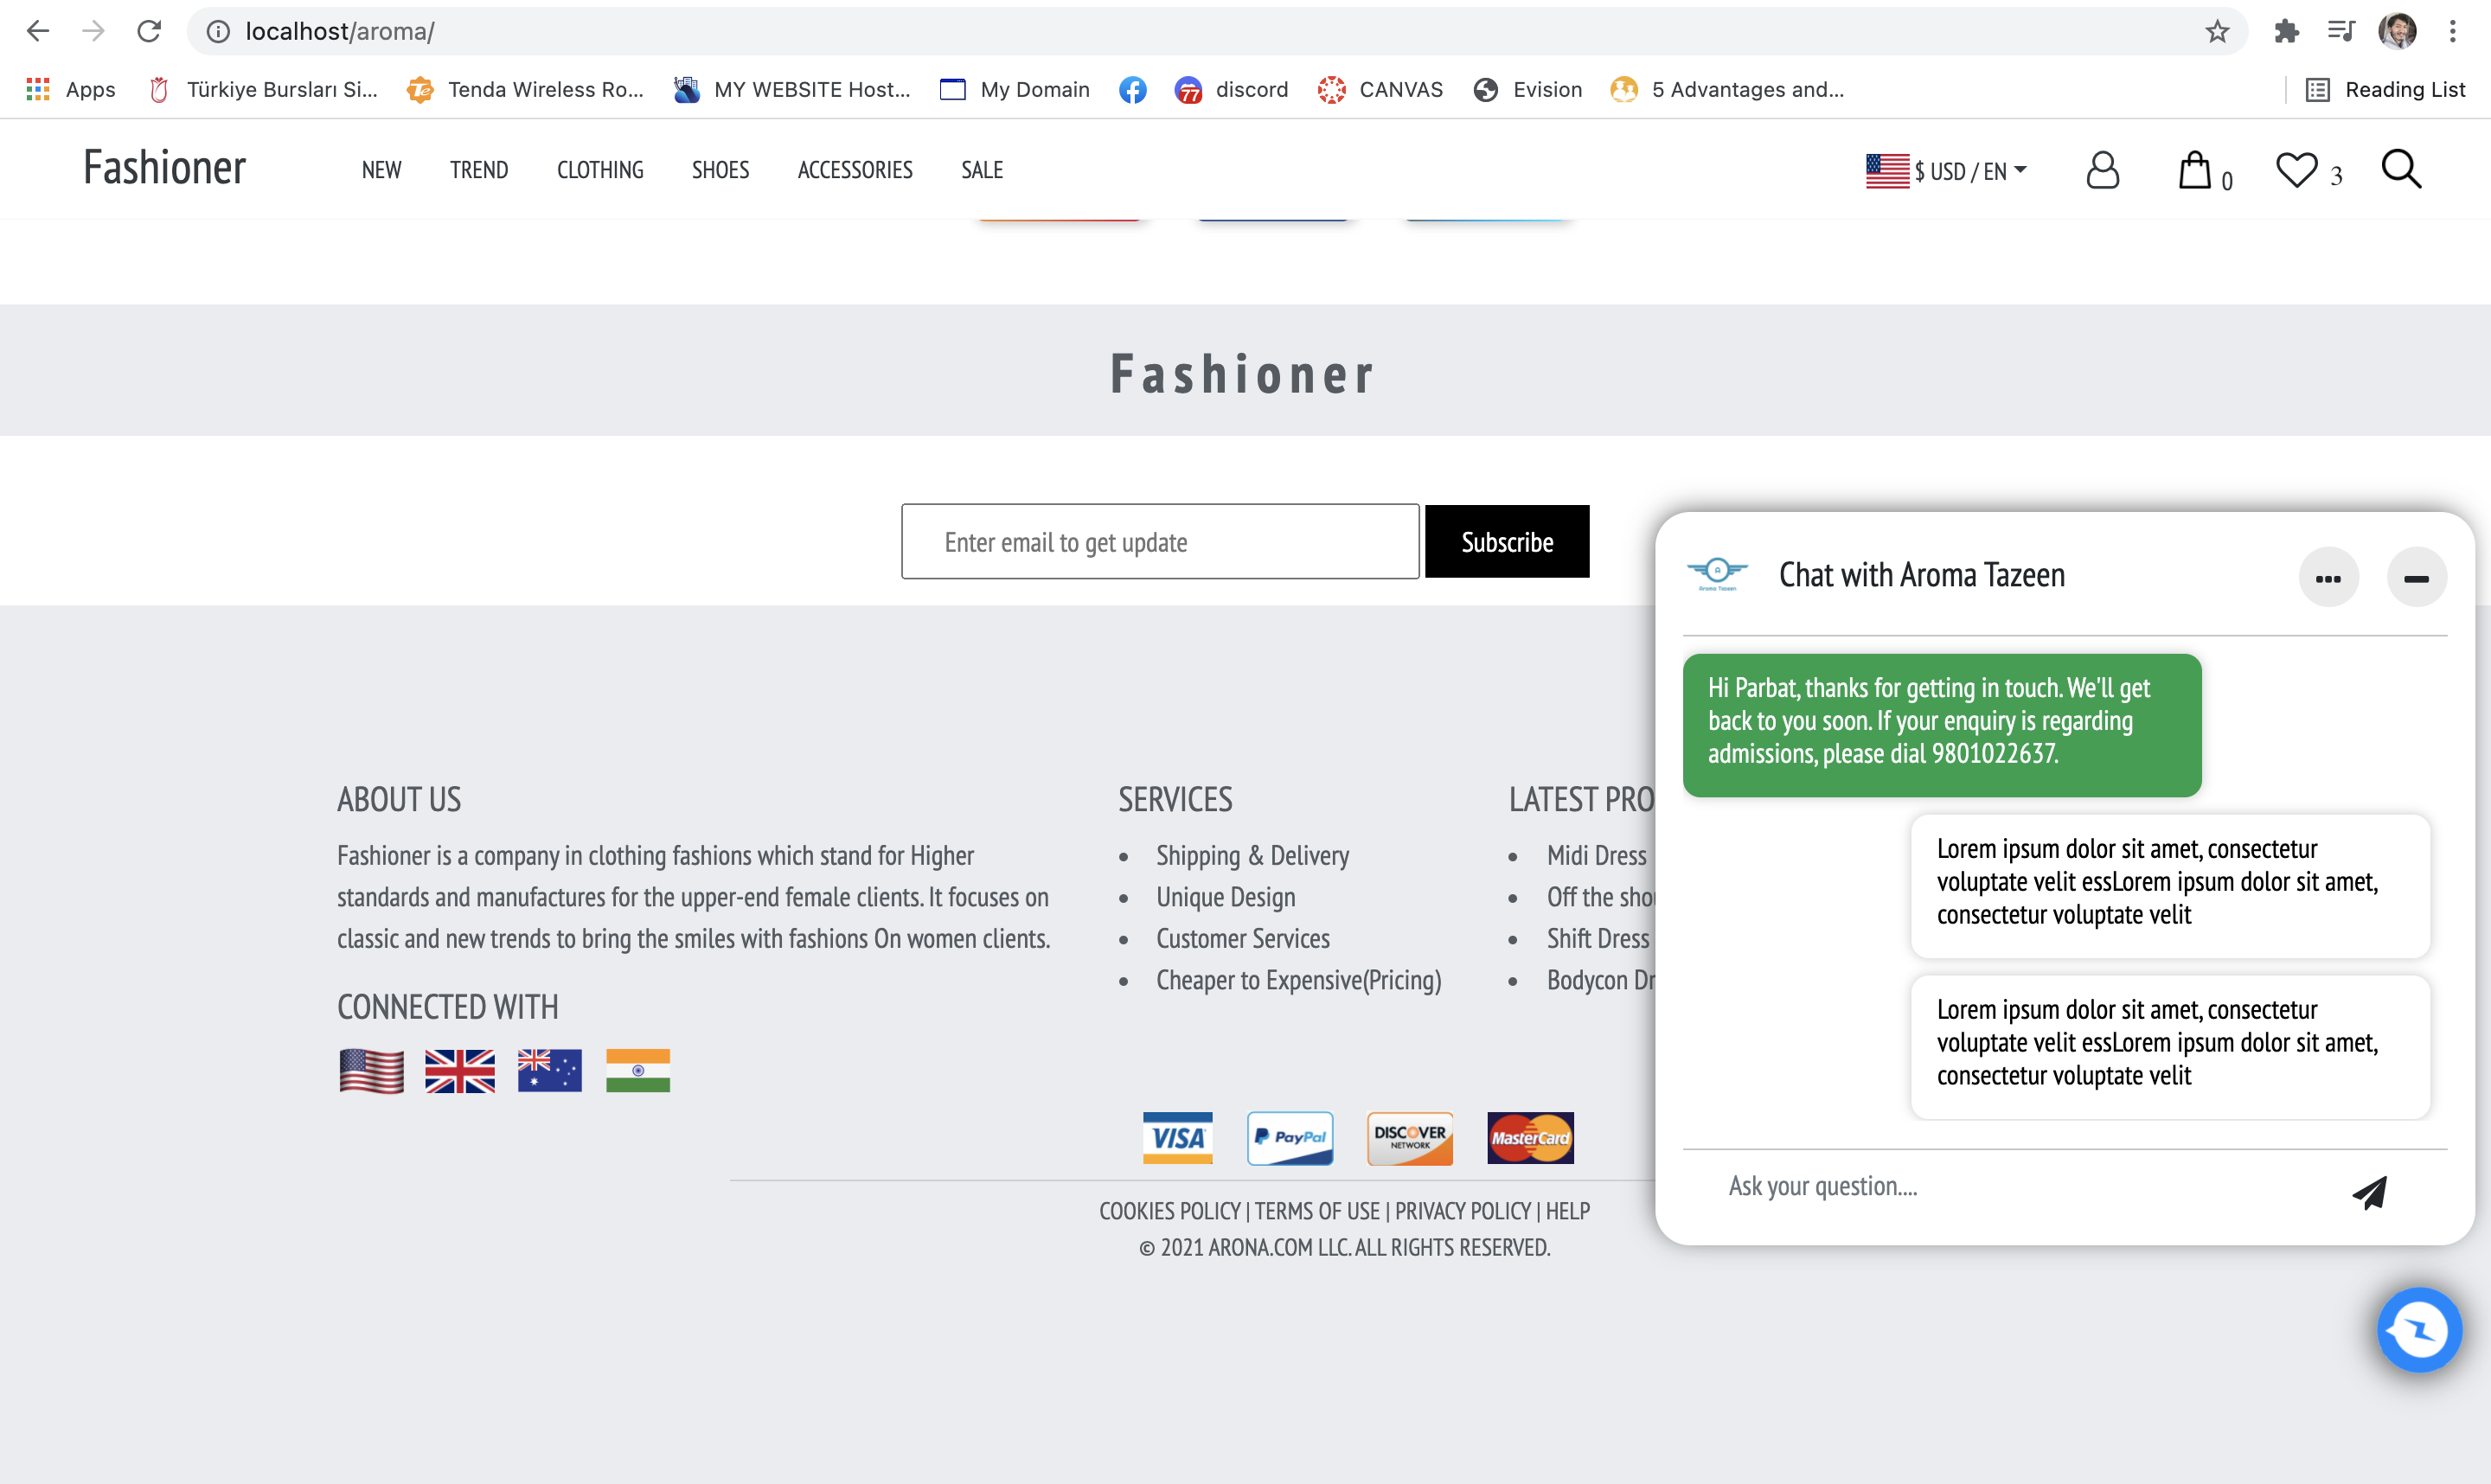 localhost/aroma/
Apps
Türkiye Bursları Si...
Tenda Wireless Ro...
MY WEBSITE Host...
My Domain
77
discord
CANVAS
Evision
5 Advantages and...
Reading List
Fashioner
NEW
TREND
CLOTHING
SHOES
ACCESSORIES
SALE
$ USD / EN
0
3
Fashioner
Enter email to get update
Subscribe
ABOUT US
Fashioner is a company in clothing fashions which stand for Higher
standards and manufactures for the upper-end female clients. It focuses on
classic and new trends to bring the smiles with fashions On women clients.
CONNECTED WITH
SERVICES
Shipping & Delivery
Unique Design
Customer Services
Cheaper to Expensive(Pricing)
LATEST PRO
Midi Dress
Off the shou
Shift Dress
Bodycon Dr
VISA
PayPal
DISCOVER
NETWORK
MasterCard
COOKIES POLICY | TERMS OF USE | PRIVACY POLICY | HELP
© 2021 ARONA.COM LLC. ALL RIGHTS RESERVED.
A
Aroma Tazeen
Chat with Aroma Tazeen
Hi Parbat, thanks for getting in touch. We'll get
back to you soon. If your enquiry is regarding
admissions, please dial 9801022637.
Lorem ipsum dolor sit amet, consectetur
voluptate velit essLorem ipsum dolor sit amet,
consectetur voluptate velit
Lorem ipsum dolor sit amet, consectetur
voluptate velit essLorem ipsum dolor sit amet,
consectetur voluptate velit
Ask your question....